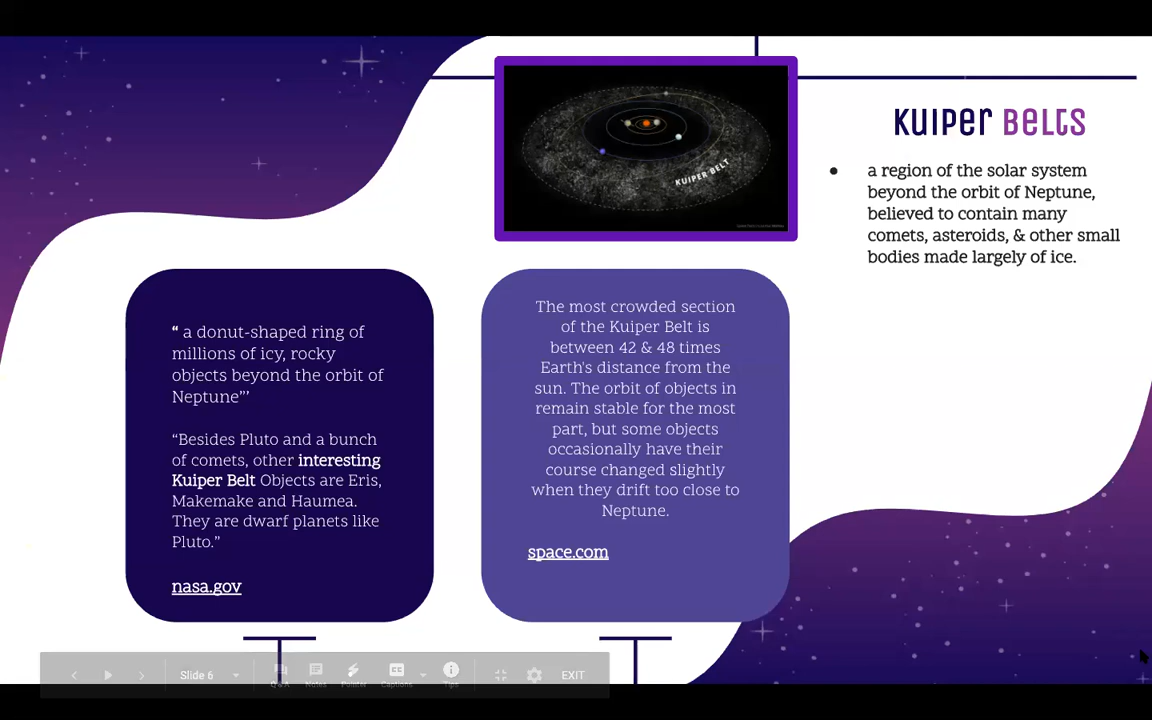 KUIPER BELTS
● a region of the solar system
beyond the orbit of Neptune,
believed to contain many
comets, asteroids, & other small
bodies made largely of ice.
KUIPER BELT
“ a donut-shaped ring of
millions of icy, rocky
objects beyond the orbit of
Neptune”’
“Besides Pluto and a bunch
of comets, other interesting
Kuiper Belt Objects are Eris,
Makemake and Haumea.
They are dwarf planets like
Pluto.”
nasa.gov
The most crowded section
of the Kuiper Belt is
between 42 & 48 times
Earth's distance from the
sun. The orbit of objects in
remain stable for the most
part, but some objects
occasionally have their
course changed slightly
when they drift too close to
Neptune.
space.com
Slide 6
Q & A
Notes
Pointer
Captions
Tips
EXIT